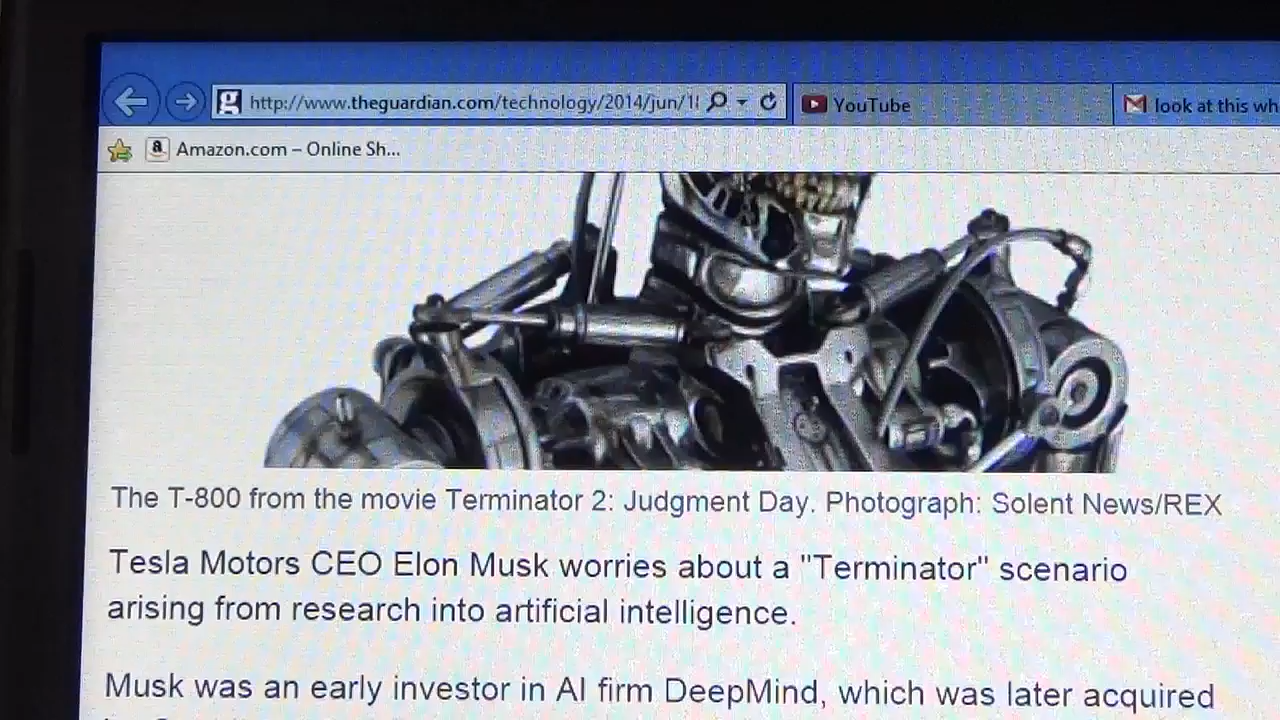 http://www.theguardian.com/technology/2014/jun/1
YouTube
look at this wh
Amazon.com – Online Sh...
The T-800 from the movie Terminator 2: Judgment Day. Photograph: Solent News/REX
Tesla Motors CEO Elon Musk worries about a "Terminator" scenario
arising from research into artificial intelligence.
Musk was an early investor in AI firm DeepMind, which was later acquired